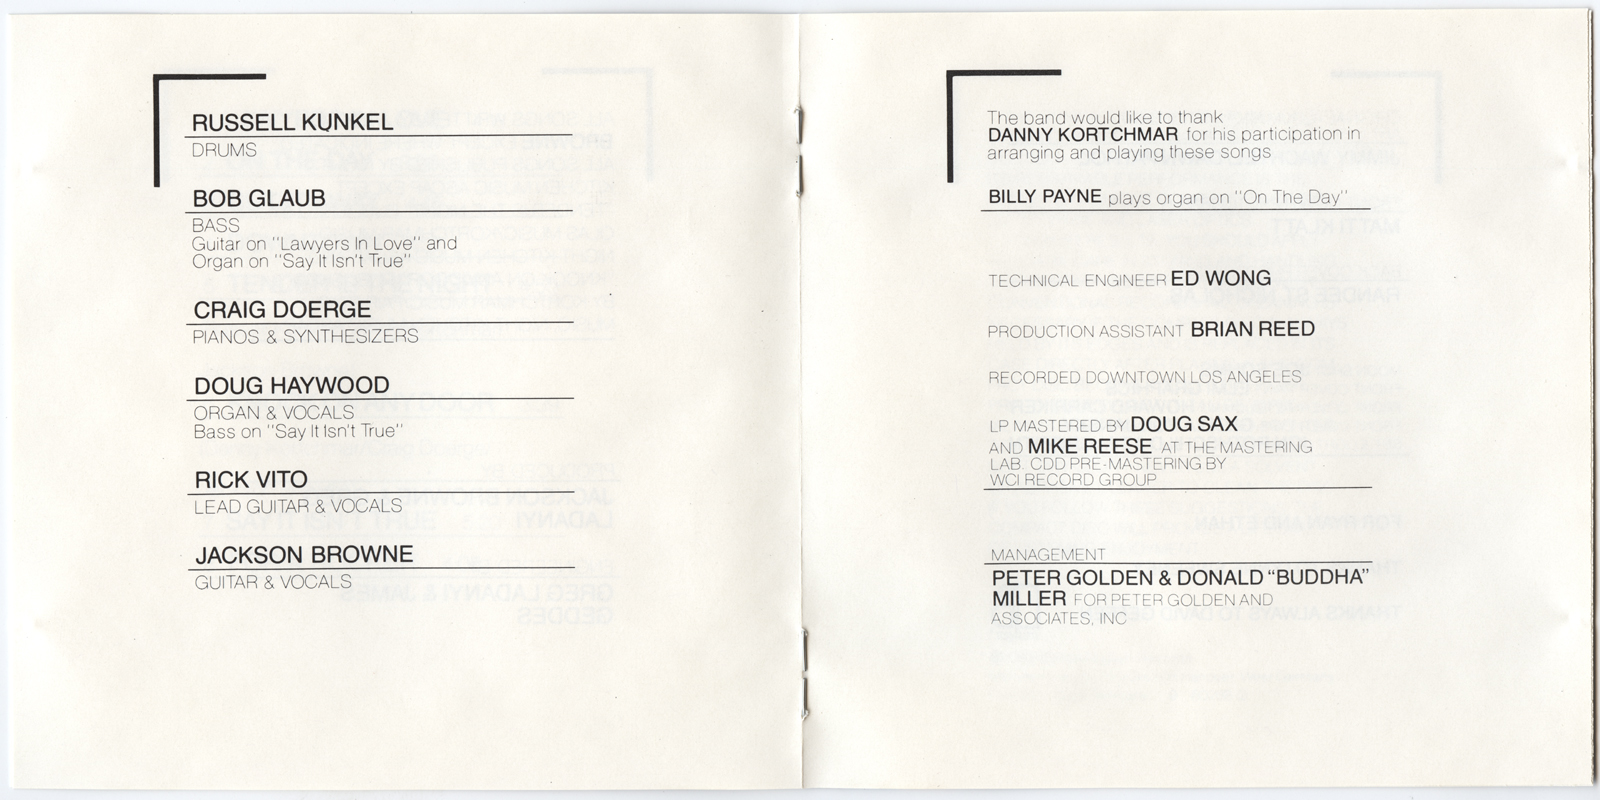 RUSSELL KUNKEL
DRUMS
BOB GLAUB
BASS
Guitar on "Lawyers In Love" and
Organ on "Say It Isn't True"
CRAIG DOERGE
PIANOS & SYNTHESIZERS
DOUG HAYWOOD
ORGAN & VOCALS
Bass on "Say It Isn't True"
RICK VITO
LEAD GUITAR & VOCALS
JACKSON BROWNE
GUITAR & VOCALS
The band would like to thank
DANNY KORTCHMAR for his participation in
arranging and playing these songs
BILLY PAYNE plays organ on "On The Day"
TECHNICAL ENGINEER ED WONG
PRODUCTION ASSISTANT BRIAN REED
RECORDED DOWNTOWN LOS ANGELES
LP MASTERED BY DOUG SAX
AND MIKE REESE AT THE MASTERING
LAB. CDD PRE-MASTERING BY
WCI RECORD GROUP
MANAGEMENT
PETER GOLDEN & DONALD "BUDDHA"
MILLER FOR PETER GOLDEN AND
ASSOCIATES, INC